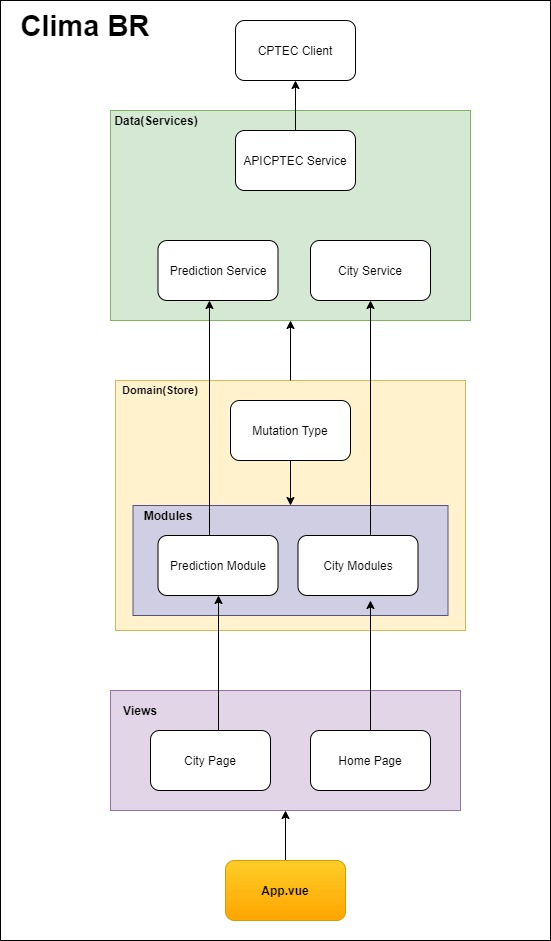 Clima BR
CPTEC Client
Data(Services)
APICPTEC Service
Prediction Service
City Service
Domain(Store)
Mutation Type
Modules
Prediction Module
City Modules
Views
City Page
Home Page
App.vue